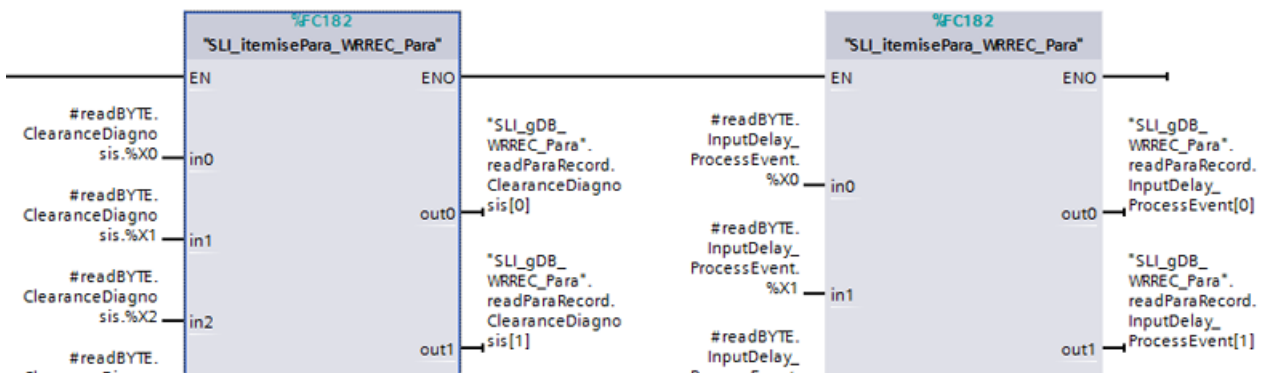 %FC182
"SLI_itemisePara_WRREC_Para"
EN
ENO
#readBYTE.
ClearanceDiagno
sis.%X0
in0
#readBYTE.
ClearanceDiagno
sis.%X1
in1
#readBYTE.
ClearanceDiagno
sis.%X2
in2
#readBYTE.
out0
"SLI_gDB_
WRREC_Para".
readParaRecord.
ClearanceDiagno
sis[0]
out1
"SLI_gDB_
WRREC_Para".
readParaRecord.
ClearanceDiagno
sis[1]
%FC182
"SLI_itemisePara_WRREC_Para"
EN
ENO
#readBYTE.
InputDelay_
ProcessEvent.
%X0
in0
#readBYTE.
InputDelay_
ProcessEvent.
%X1
in1
#readBYTE.
InputDelay_
out0
"SLI_gDB_
WRREC_Para".
readParaRecord.
InputDelay_
ProcessEvent[0]
out1
"SLI_gDB_
WRREC_Para".
readParaRecord.
InputDelay_
ProcessEvent[1]